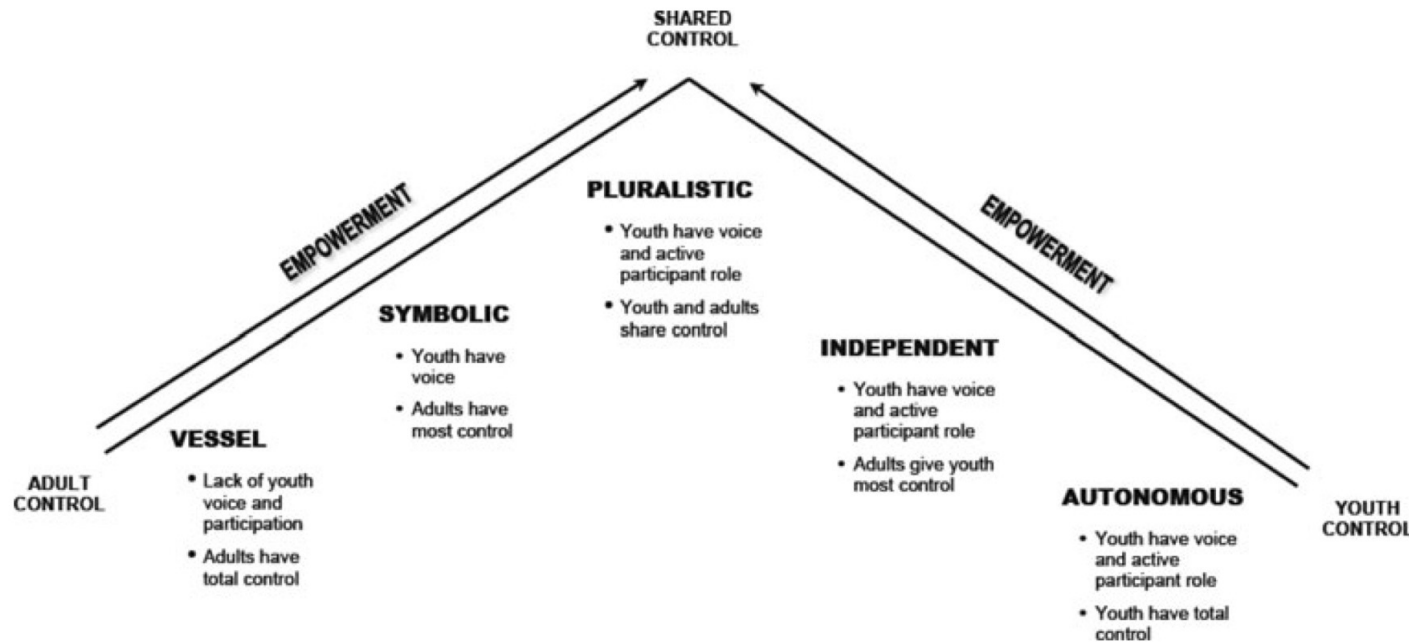 SHARED
CONTROL
EMPOWERMENT
EMPOWERMENT
PLURALISTIC
• Youth have voice
and active
participant role
• Youth and adults
share control
SYMBOLIC
• Youth have
voice
• Adults have
most control
INDEPENDENT
• Youth have voice
and active
participant role
• Adults give youth
most control
VESSEL
• Lack of youth
voice and
participation
• Adults have
total control
ADULT
CONTROL
AUTONOMOUS
• Youth have voice
and active
participant role
• Youth have total
control
YOUTH
CONTROL